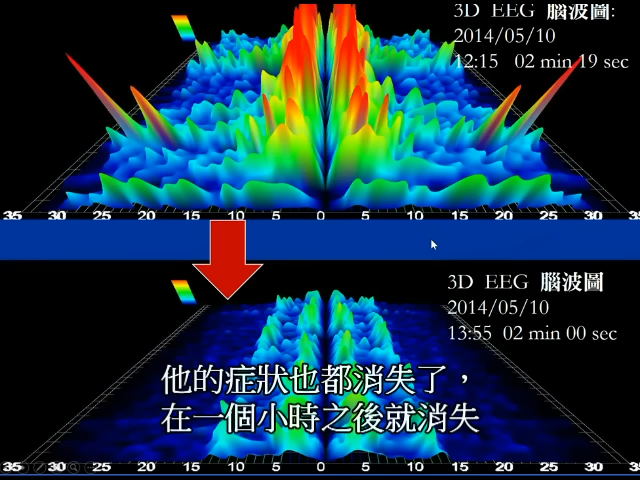 3D EEG 腦波圖:
2014/05/10
12:15 02 min 19 sec
35 30 25 20 15 10 5 0 5 10 15 20 25 30 35
3D EEG 腦波圖
2014/05/10
13:55 02 min 00 sec
他的症狀也都消失了，
在一個小時之後就消失
35 30 25 20 15 10 5 0 5 10 15 20 25 30 35